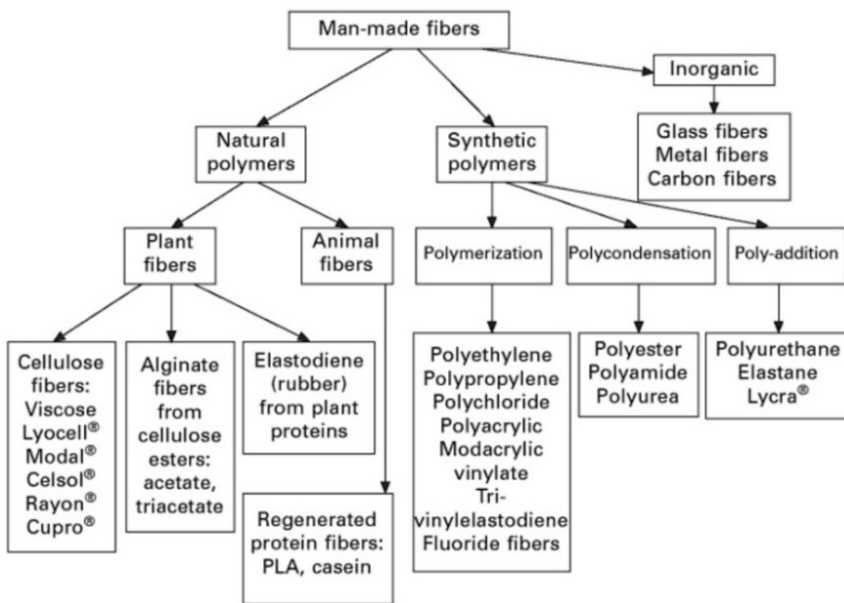 Man-made fibers
Inorganic
Natural
polymers
Synthetic
polymers
Glass fibers
Metal fibers
Carbon fibers
Plant
fibers
Animal
fibers
Polymerization
Polycondensation
Poly-addition
Cellulose
fibers:
Viscose
Lyocell®
Modal®
Celsol®
Rayon®
Cupro®
Alginate
fibers
from
cellulose
esters:
acetate,
triacetate
Elastodiene
(rubber)
from plant
proteins
Regenerated
protein fibers:
PLA, casein
Polyethylene
Polypropylene
Polychloride
Polyacrylic
Modacrylic
vinylate
Tri-
vinylelastodiene
Fluoride fibers
Polyester
Polyamide
Polyurea
Polyurethane
Elastane
Lycra®